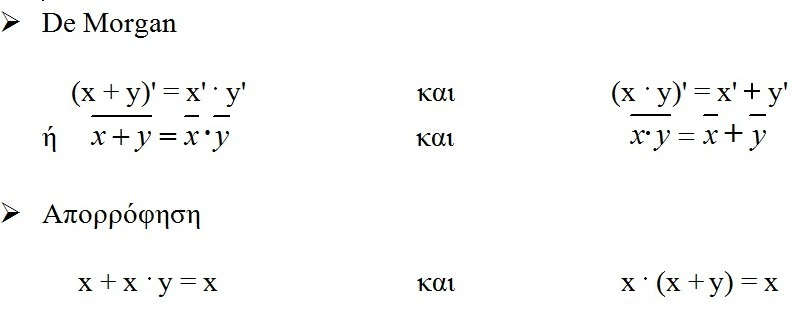 ➢ De Morgan
(x + y)' = x' · y' και (x · y)' = x' + y'
ή x̅ ̅+̅ ̅y̅ = x̅ · y̅ και x̅ ̅·̅ ̅y̅ = x̅ + y̅
➢ Απορρόφηση
x + x · y = x και x · (x + y) = x